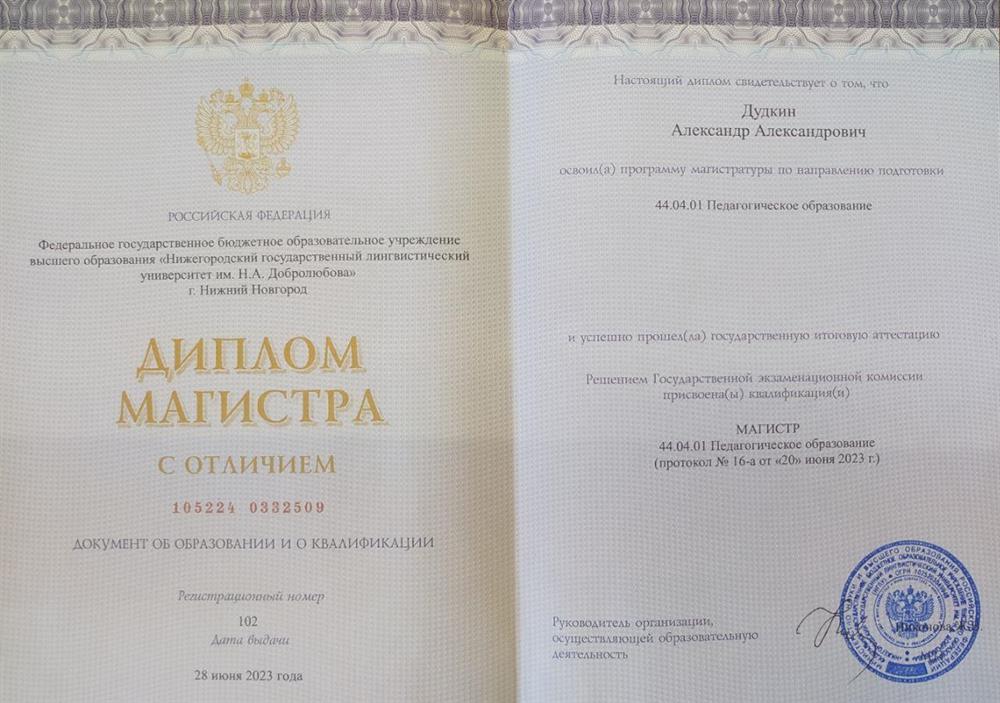 РОССИЙСКАЯ ФЕДЕРАЦИЯ
Федеральное государственное бюджетное образовательное учреждение
высшего образования «Нижегородский государственный лингвистический
университет им. Н.А. Добролюбова»
г. Нижний Новгород
ДИПЛОМ
МАГИСТРА
С ОТЛИЧИЕМ
105224 0332509
ДОКУМЕНТ ОБ ОБРАЗОВАНИИ И О КВАЛИФИКАЦИИ
Регистрационный номер
102
Дата выдачи
28 июня 2023 года
Настоящий диплом свидетельствует о том, что
Дудкин
Александр Александрович
освоил(а) программу магистратуры по направлению подготовки
44.04.01 Педагогическое образование
и успешно прошел(ла) государственную итоговую аттестацию
Решением Государственной экзаменационной комиссии
присвоена(ы) квалификация(и)
МАГИСТР
44.04.01 Педагогическое образование
(протокол № 16-а от «20» июня 2023 г.)
Руководитель организации,
осуществляющей образовательную
деятельность